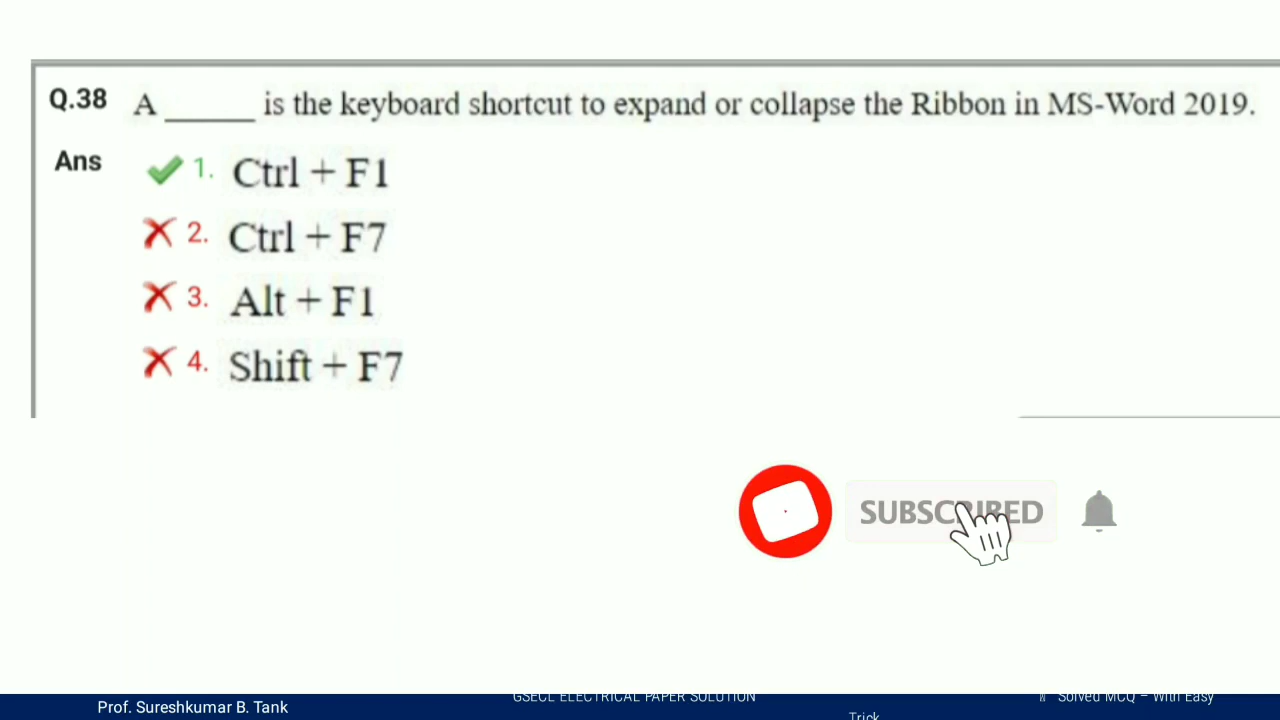 Q.38 A ______ is the keyboard shortcut to expand or collapse the Ribbon in MS-Word 2019.
Ans 1. Ctrl + F1
2. Ctrl + F7
3. Alt + F1
4. Shift + F7
SUBSCRIBED
Prof. Sureshkumar B. Tank GSECL ELECTRICAL PAPER SOLUTION Solved MCQ – With Easy
Trick